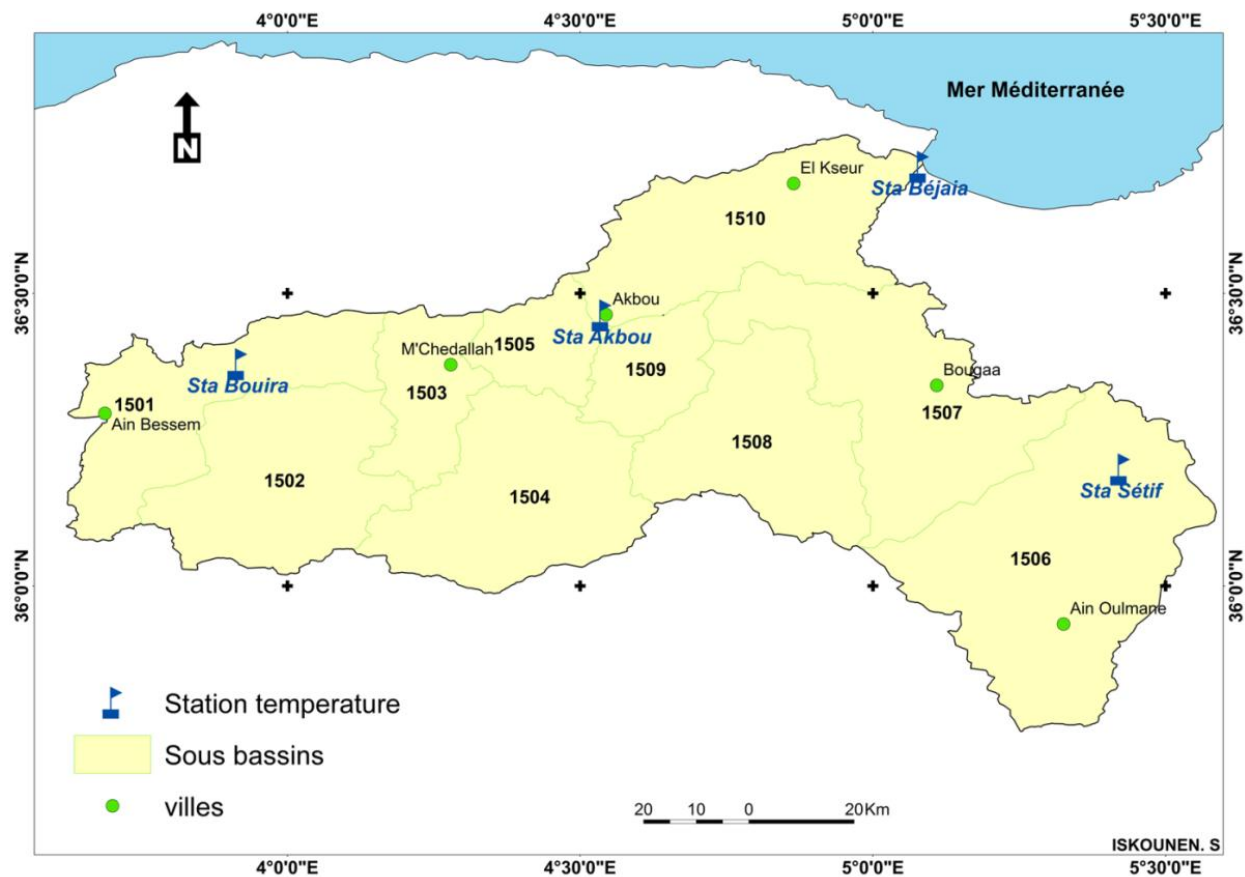 4°0'0"E 4°30'0"E 5°0'0"E 5°30'0"E
Mer Méditerranée
N
El Kseur
Sta Béjaia
1510
36°30'0"N 36°30'0"N
Akbou
Sta Akbou
M'Chedallah 1505
1509
Sta Bouira
1503
Bougaa
1507
1501
Ain Bessem
1508
1502
1504
Sta Sétif
1506
36°0'0"N 36°0'0"N
Ain Oulmane
Station temperature
Sous bassins
villes
20 10 0 20Km
ISKOUNEN. S
4°0'0"E 4°30'0"E 5°0'0"E 5°30'0"E